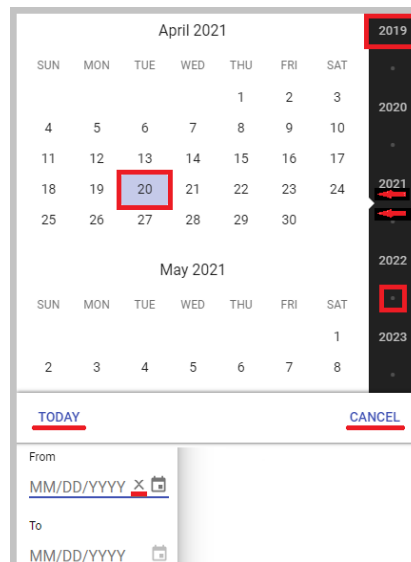 April 2021
SUN MON TUE WED THU FRI SAT
1 2 3
4 5 6 7 8 9 10
11 12 13 14 15 16 17
18 19 20 21 22 23 24
25 26 27 28 29 30
May 2021
SUN MON TUE WED THU FRI SAT
1
2 3 4 5 6 7 8
2019
2020
2021
2022
2023
TODAY CANCEL
From
MM/DD/YYYY
To
MM/DD/YYYY